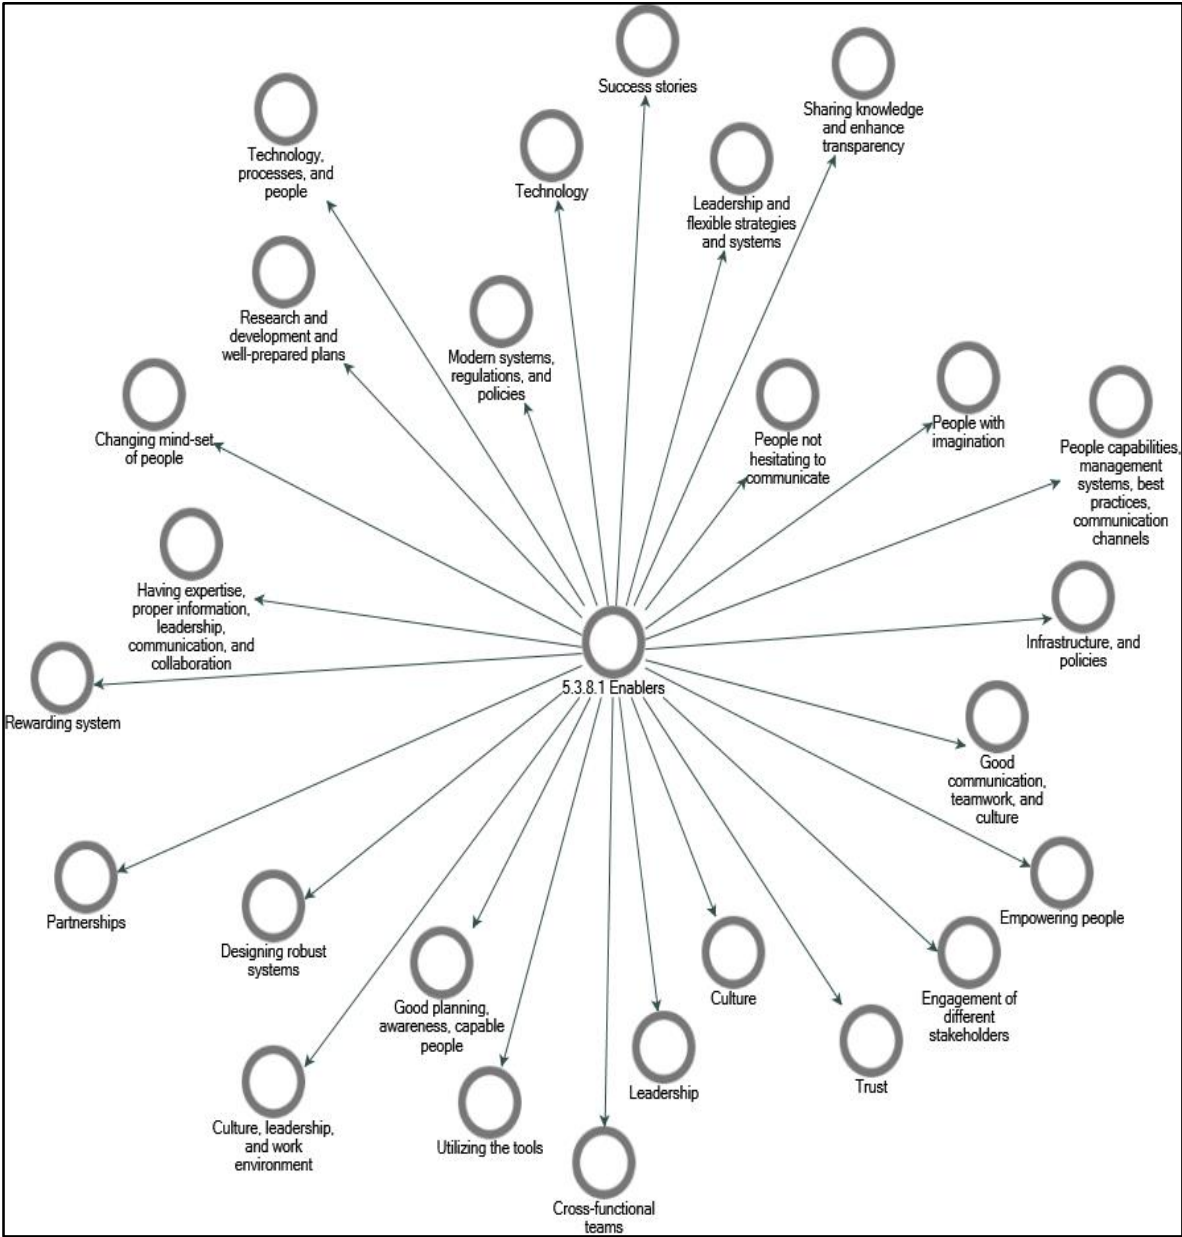 Success stories
Sharing knowledge
and enhance
transparency
Technology,
processes, and
people
Technology
Leadership and
flexible strategies
and systems
Research and
development and
well-prepared plans
Modern systems,
regulations, and
policies
People not
hesitating to
communicate
People with
imagination
People capabilities,
management
systems, best
practices,
communication
channels
Changing mind-set
of people
Having expertise,
proper information,
leadership,
communication, and
collaboration
Infrastructure, and
policies
5.3.8.1 Enablers
Rewarding system
Good
communication,
teamwork, and
culture
Partnerships
Designing robust
systems
Good planning,
awareness, capable
people
Culture
Empowering people
Engagement of
different
stakeholders
Trust
Leadership
Culture, leadership,
and work
environment
Utilizing the tools
Cross-functional
teams